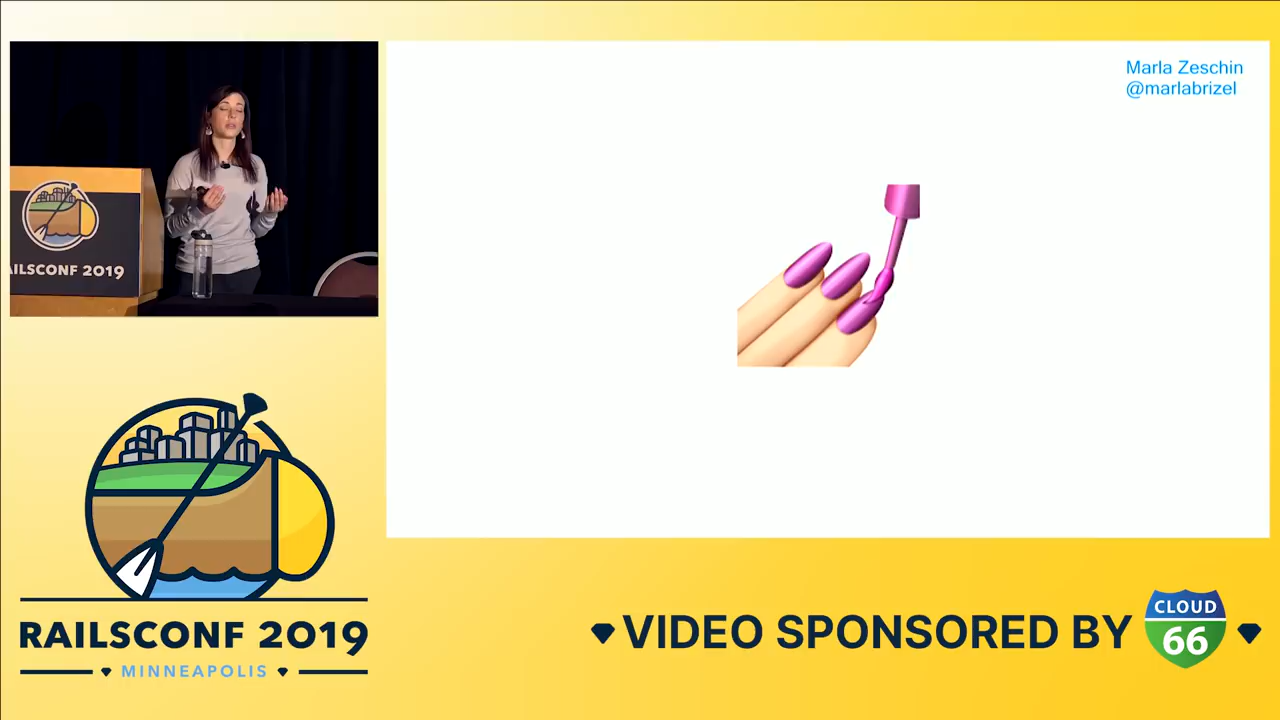 Marla Zeschin
@marlabrizel
AILSCONF 2019
RAILSCONF 2019
MINNEAPOLIS
VIDEO SPONSORED BY
CLOUD
66